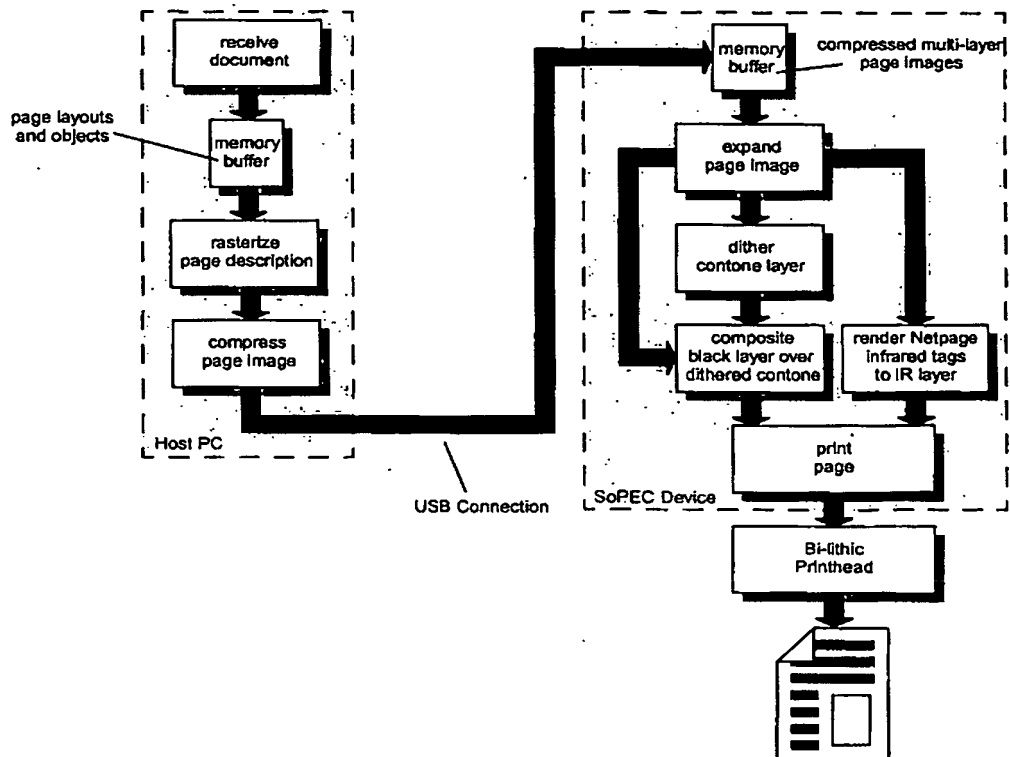 receive
document
page layouts
and objects
memory
buffer
rasterize
page description
compress
page image
Host PC
USB Connection
memory
buffer
compressed multi-layer
page images
expand
page image
dither
contone layer
composite
black layer over
dithered contone
render Netpage
infrared tags
to IR layer
print
page
SoPEC Device
Bi-lithic
Printhead